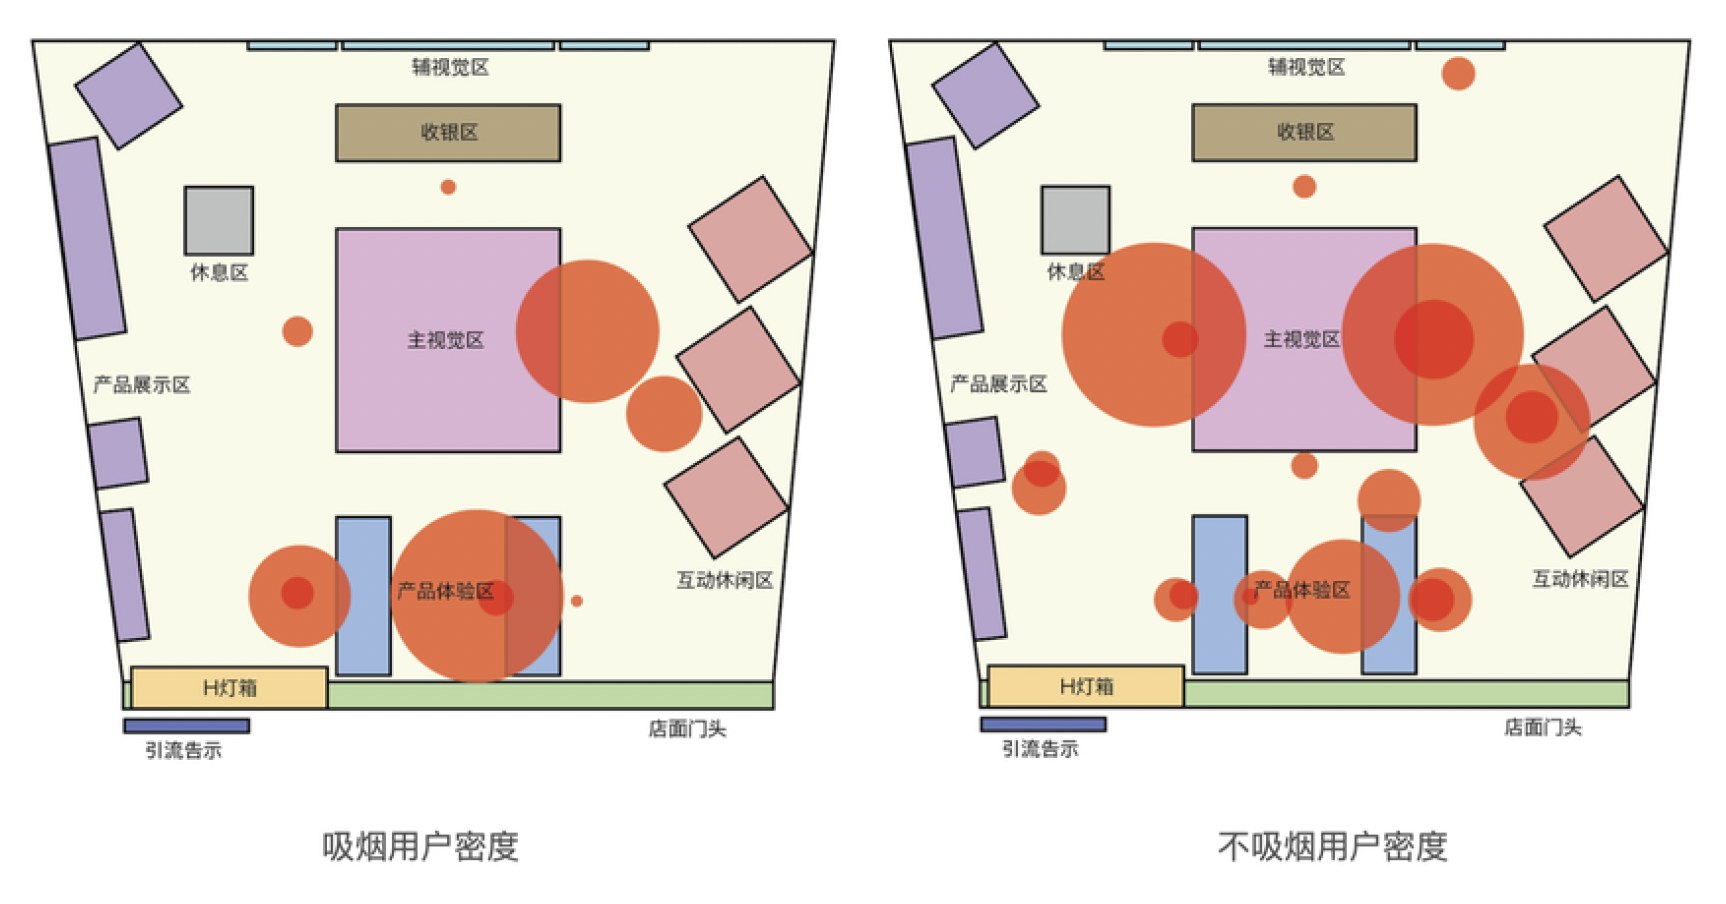 辅视觉区
收银区
休息区
主视觉区
产品展示区
产品体验区
互动休闲区
H灯箱
店面门头
引流告示
吸烟用户密度
辅视觉区
收银区
休息区
主视觉区
产品展示区
产品体验区
互动休闲区
H灯箱
店面门头
引流告示
不吸烟用户密度